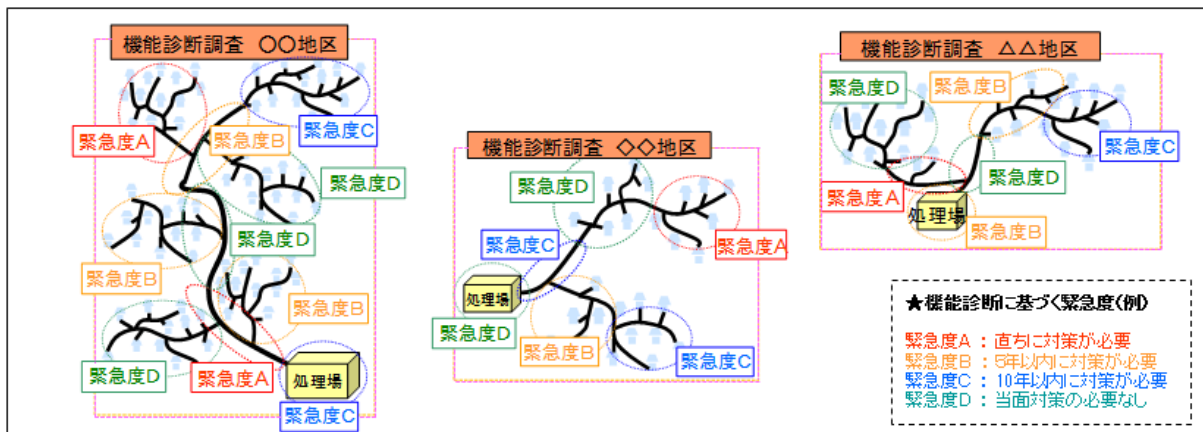 機能診断調査 〇〇地区
緊急度A
緊急度B
緊急度C
緊急度D
緊急度D
緊急度B
緊急度B
緊急度D
緊急度A
処理場
緊急度C
機能診断調査 ◇◇地区
緊急度D
緊急度A
緊急度C
処理場
緊急度D
緊急度B
緊急度C
機能診断調査 △△地区
緊急度D
緊急度B
緊急度C
緊急度D
緊急度A
処理場
緊急度B
★機能診断に基づく緊急度(例)
緊急度A : 直ちに対策が必要
緊急度B : 5年以内に対策が必要
緊急度C : 10年以内に対策が必要
緊急度D : 当面対策の必要なし